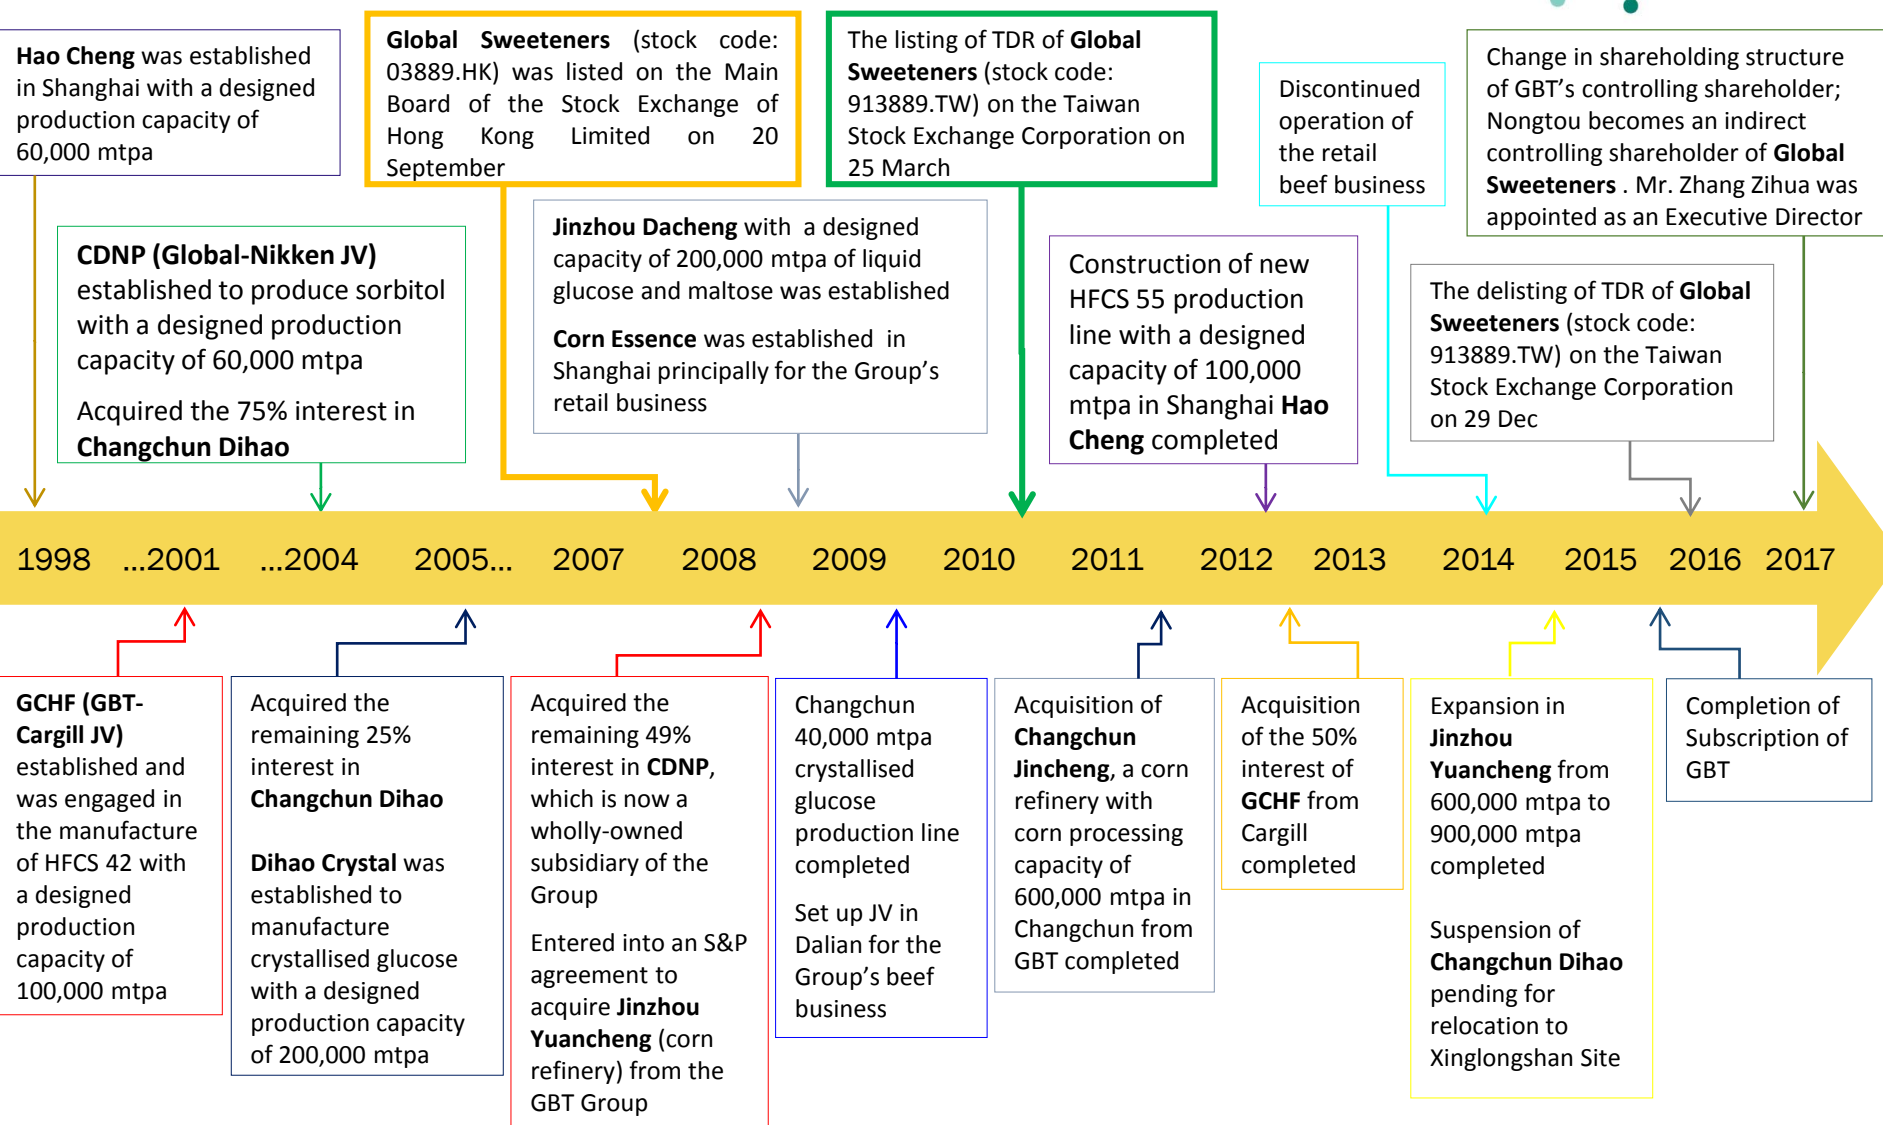 Hao Cheng was established
in Shanghai with a designed
production capacity of
60,000 mtpa
Global Sweeteners (stock code:
03889.HK) was listed on the Main
Board of the Stock Exchange of
Hong Kong Limited on 20
September
The listing of TDR of Global
Sweeteners (stock code:
913889.TW) on the Taiwan
Stock Exchange Corporation on
25 March
Discontinued
operation of
the retail
beef business
Change in shareholding structure
of GBT's controlling shareholder;
Nongtou becomes an indirect
controlling shareholder of Global
Sweeteners . Mr. Zhang Zihua was
appointed as an Executive Director
CDNP (Global-Nikken JV)
established to produce sorbitol
with a designed production
capacity of 60,000 mtpa
Acquired the 75% interest in
Changchun Dihao
Jinzhou Dacheng with a designed
capacity of 200,000 mtpa of liquid
glucose and maltose was established
Corn Essence was established in
Shanghai principally for the Group's
retail business
Construction of new
HFCS 55 production
line with a designed
capacity of 100,000
mtpa in Shanghai Hao
Cheng completed
The delisting of TDR of Global
Sweeteners (stock code:
913889.TW) on the Taiwan
Stock Exchange Corporation
on 29 Dec
1998 ...2001 ...2004 2005... 2007 2008 2009 2010 2011 2012 2013 2014 2015 2016 2017
GCHF (GBT-
Cargill JV)
established and
was engaged in
the manufacture
of HFCS 42 with
a designed
production
capacity of
100,000 mtpa
Acquired the
remaining 25%
interest in
Changchun Dihao
Dihao Crystal was
established to
manufacture
crystallised glucose
with a designed
production capacity
of 200,000 mtpa
Acquired the
remaining 49%
interest in CDNP,
which is now a
wholly-owned
subsidiary of the
Group
Entered into an S&P
agreement to
acquire Jinzhou
Yuancheng (corn
refinery) from the
GBT Group
Changchun
40,000 mtpa
crystallised
glucose
production line
completed
Set up JV in
Dalian for the
Group's beef
business
Acquisition of
Changchun
Jincheng, a corn
refinery with
corn processing
capacity of
600,000 mtpa in
Changchun from
GBT completed
Acquisition
of the 50%
interest of
GCHF from
Cargill
completed
Expansion in
Jinzhou
Yuancheng from
600,000 mtpa to
900,000 mtpa
completed
Suspension of
Changchun Dihao
pending for
relocation to
Xinglongshan Site
Completion of
Subscription of
GBT